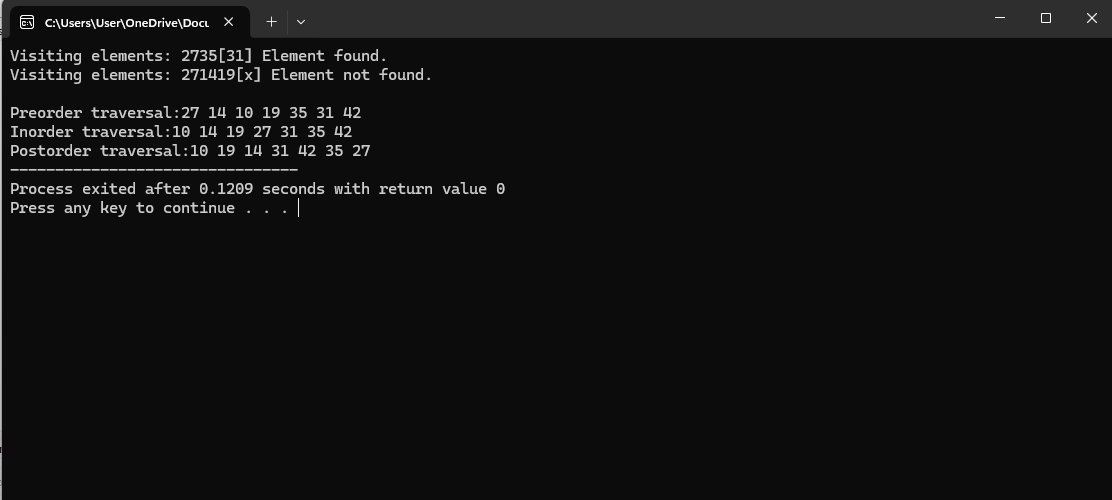 C:\Users\User\OneDrive\Docu
Visiting elements: 2735[31] Element found.
Visiting elements: 271419[x] Element not found.
Preorder traversal:27 14 10 19 35 31 42
Inorder traversal:10 14 19 27 31 35 42
Postorder traversal:10 19 14 31 42 35 27
--------------------------------
Process exited after 0.1209 seconds with return value 0
Press any key to continue . . .